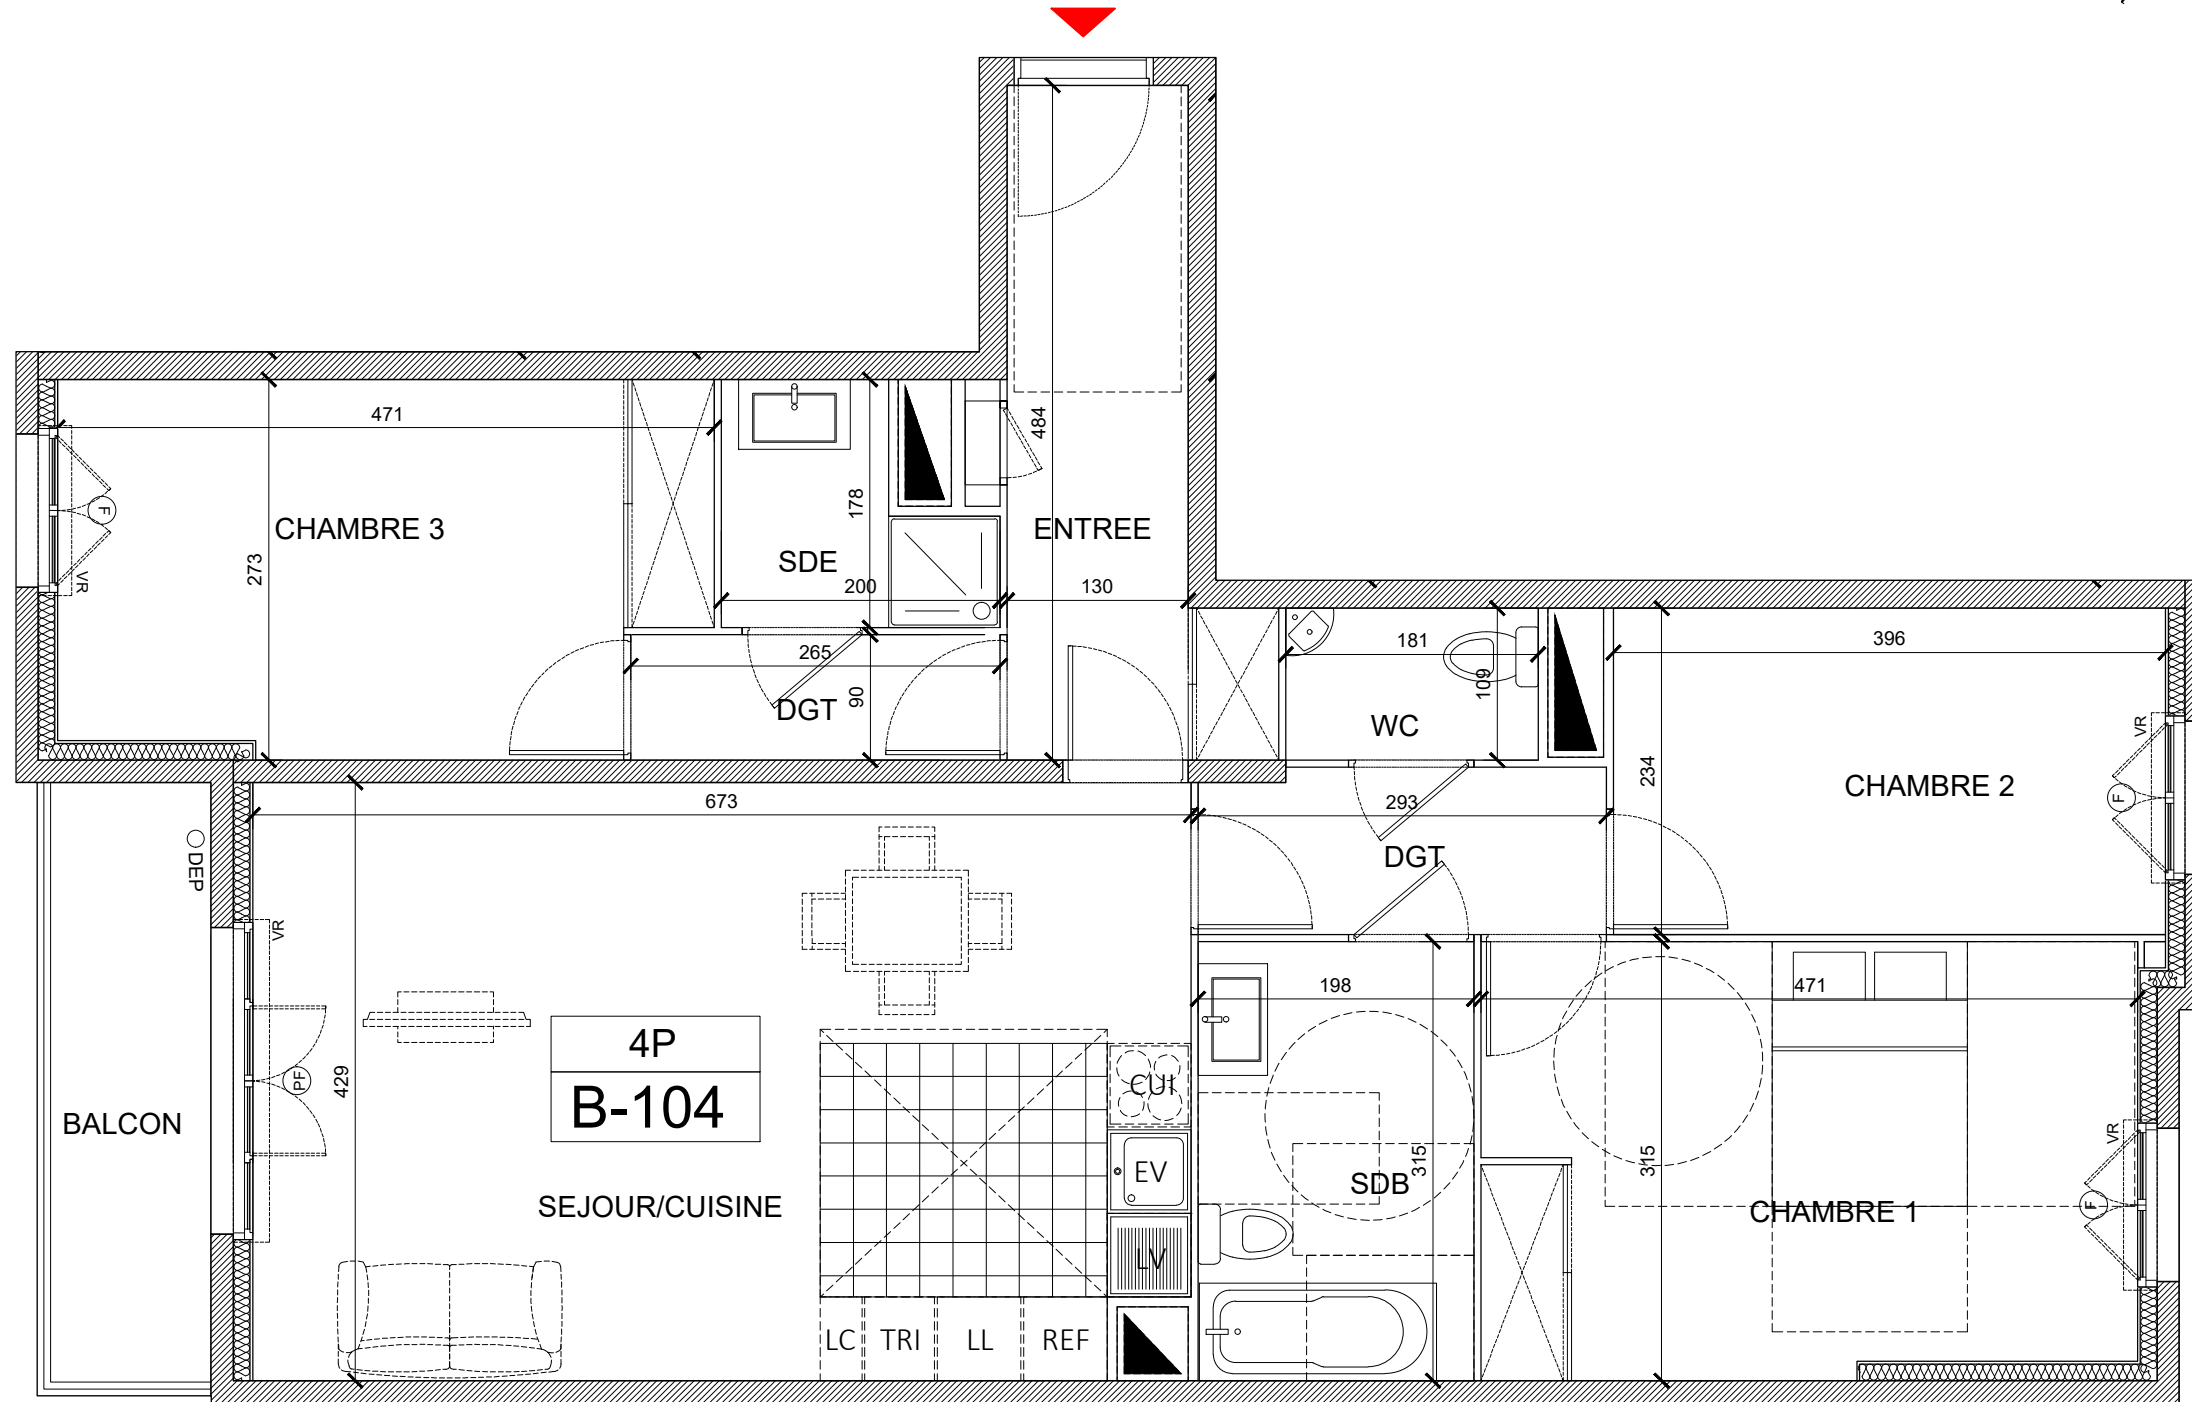 471
484
178
CHAMBRE 3
ENTREE
273
SDE
F
VR
200
130
265
181
396
109
90
DGT
WC
VR
234
CHAMBRE 2
F
673
293
DGT
DEP
VR
198
471
4P
B-104
429
PF
CUI
BALCON
VR
EV
315
SDB
315
SEJOUR/CUISINE
CHAMBRE 1
F
LV
LC
TRI
LL
REF